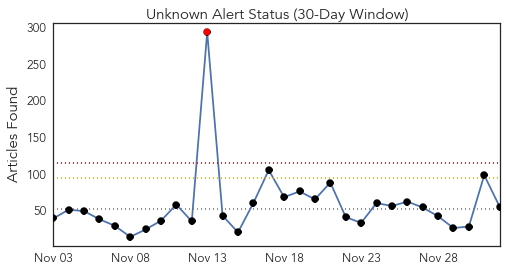 Unknown Alert Status (30-Day Window)
Articles Found
300
250
200
150
100
50
Nov 03
Nov 08
Nov 13
Nov 18
Nov 23
Nov 28